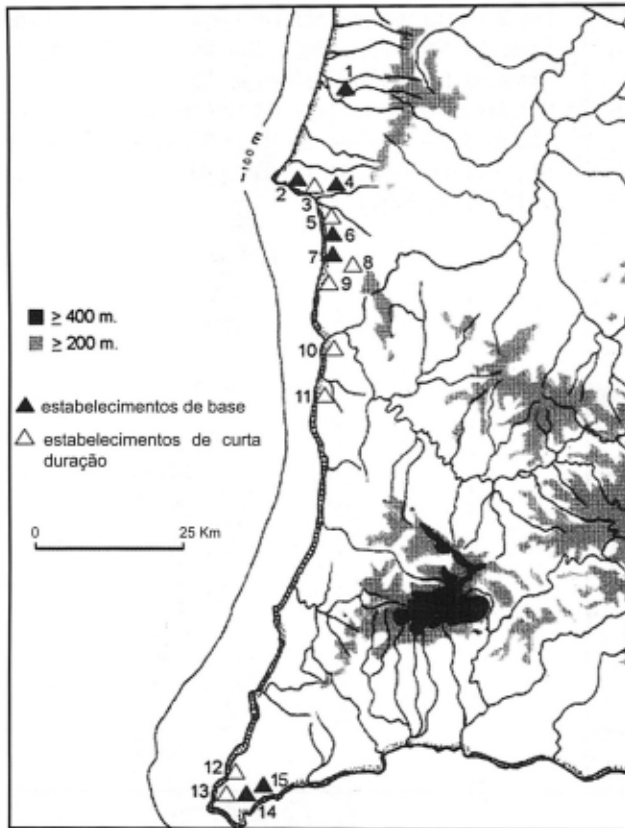 1
- 100 m
2
3
4
5
6
7
8
9
≥ 400 m.
≥ 200 m.
10
11
estabelecimentos de base
estabelecimentos de curta
duração
0 25 Km
12
13
15
14